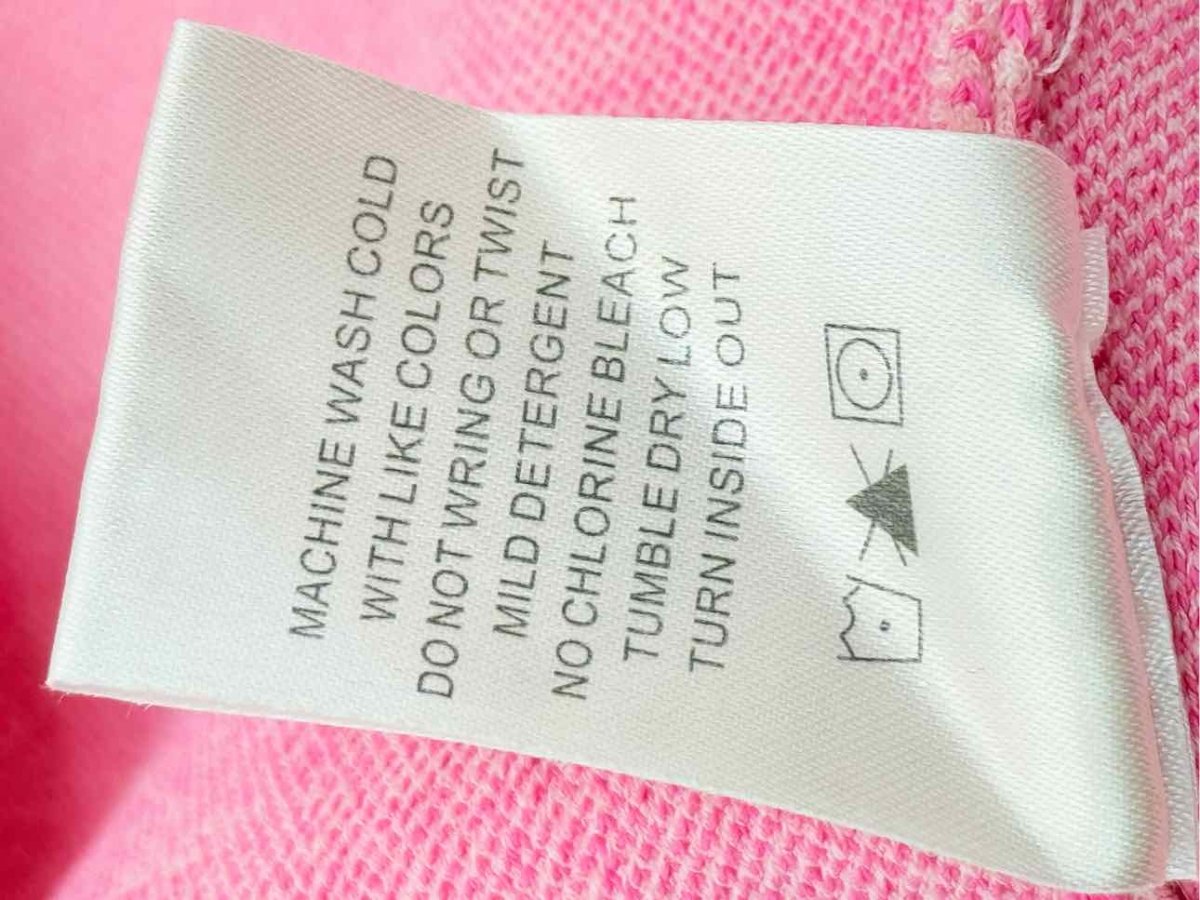 MACHINE WASH COLD
WITH LIKE COLORS
DO NOT WRING OR TWIST
MILD DETERGENT
NO CHLORINE BLEACH
TUMBLE DRY LOW
TURN INSIDE OUT